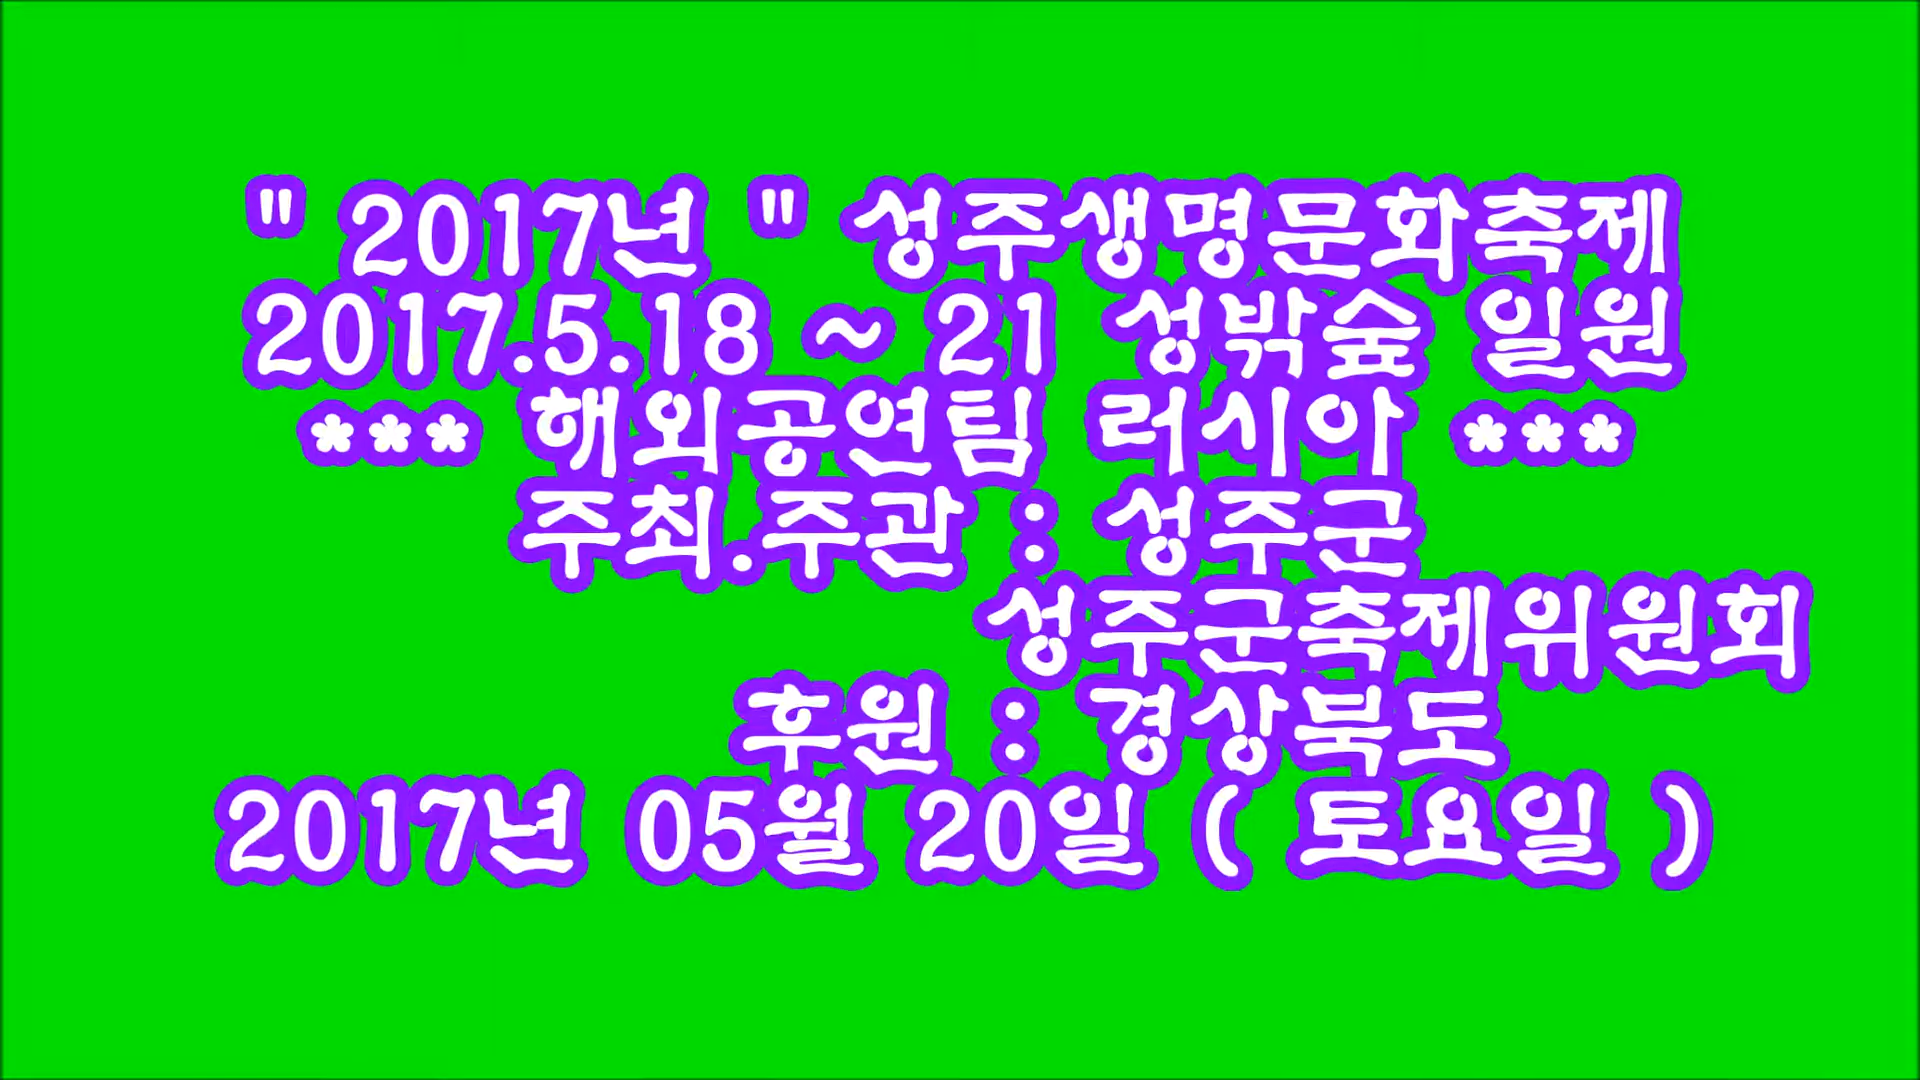 " 2017년 " 성주생명문화축제
2017.5.18 ~ 21 성밖숲 일원
*** 해외공연팀 러시아 ***
주최.주관 : 성주군
성주군축제위원회
후원 : 경상북도
2017년 05월 20일 ( 토요일 )